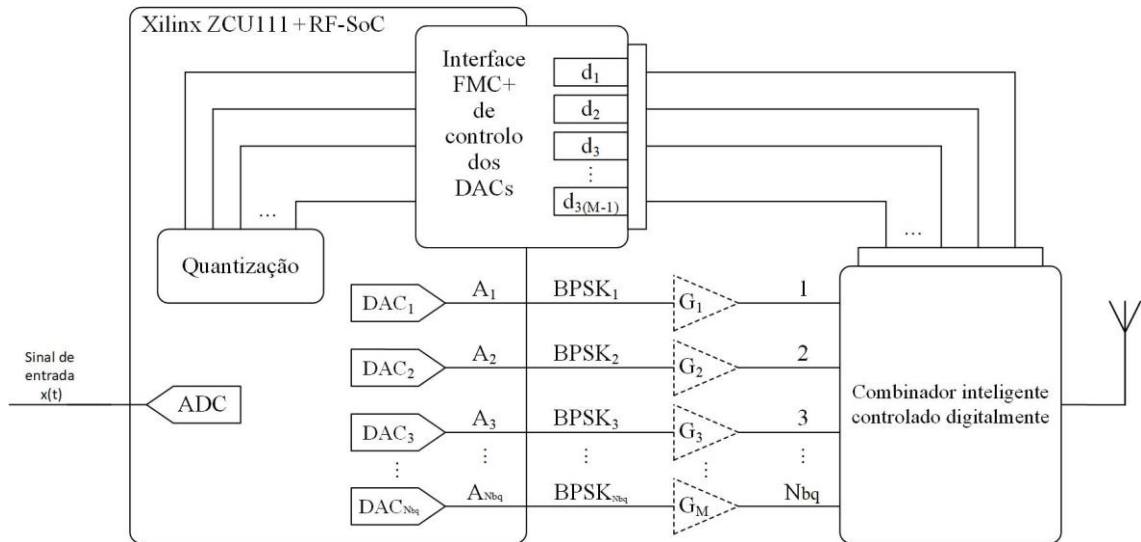 Xilinx ZCU111+RF-SoC
Interface
FMC+
de
controlo
dos
DACs
d1
d2
d3
⋮
d3(M-1)
...
...
Quantização
DAC1 A1 BPSK1 G1 1
DAC2 A2 BPSK2 G2 2
DAC3 A3 BPSK3 G3 3
⋮ ⋮ ⋮ ⋮ ⋮
DACNbq ANbq BPSKNbq GM Nbq
Sinal de
entrada
x(t)
ADC
Combinador inteligente
controlado digitalmente